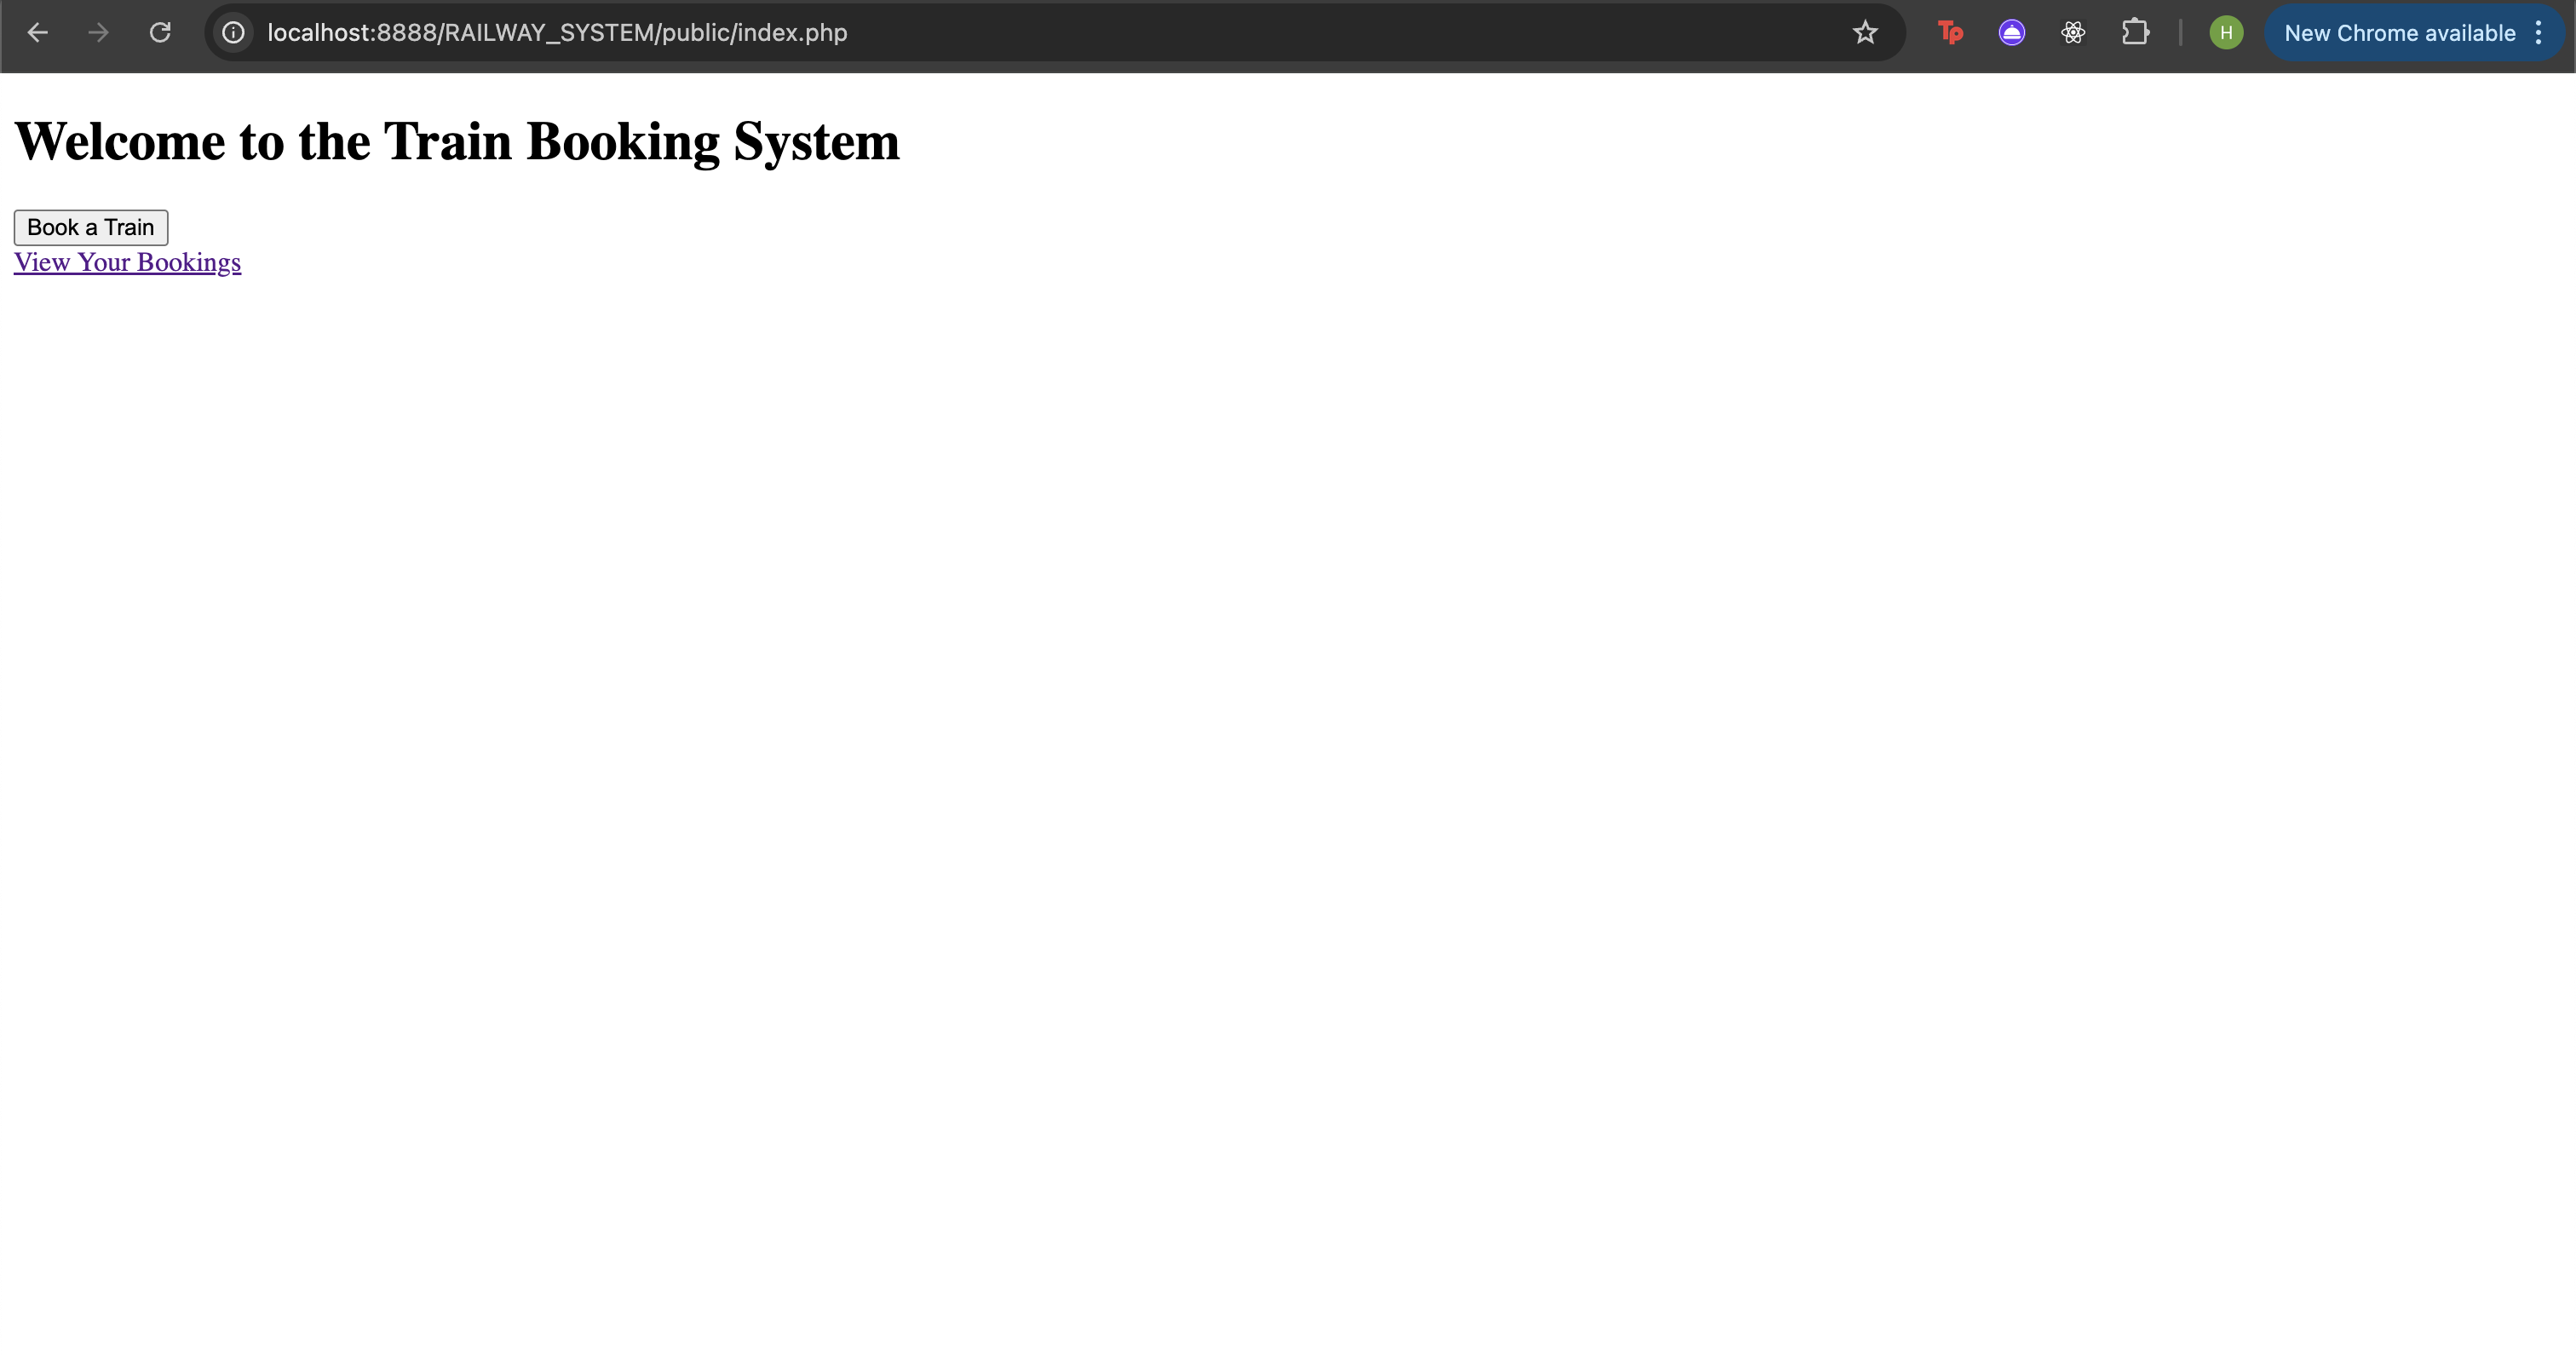 localhost:8888/RAILWAY_SYSTEM/public/index.php
Tp
H
New Chrome available
Welcome to the Train Booking System
Book a Train
View Your Bookings